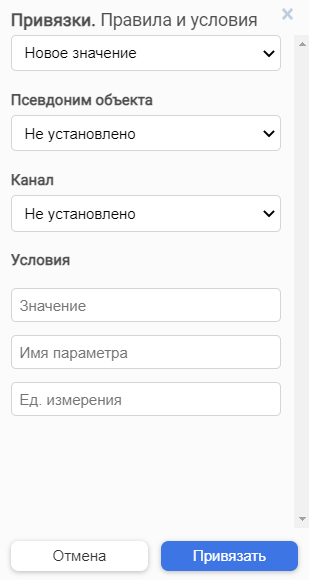 Привязки. Правила и условия
Новое значение
Псевдоним объекта
Не установлено
Канал
Не установлено
Условия
Значение
Имя параметра
Ед. измерения
Отмена
Привязать